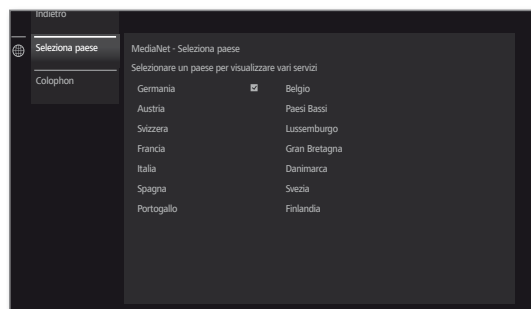 Indietro
Seleziona paese
Colophon
MediaNet - Seleziona paese
Selezionare un paese per visualizzare vari servizi
Germania
Belgio
Austria
Paesi Bassi
Svizzera
Lussemburgo
Francia
Gran Bretagna
Italia
Danimarca
Spagna
Svezia
Portogallo
Finlandia